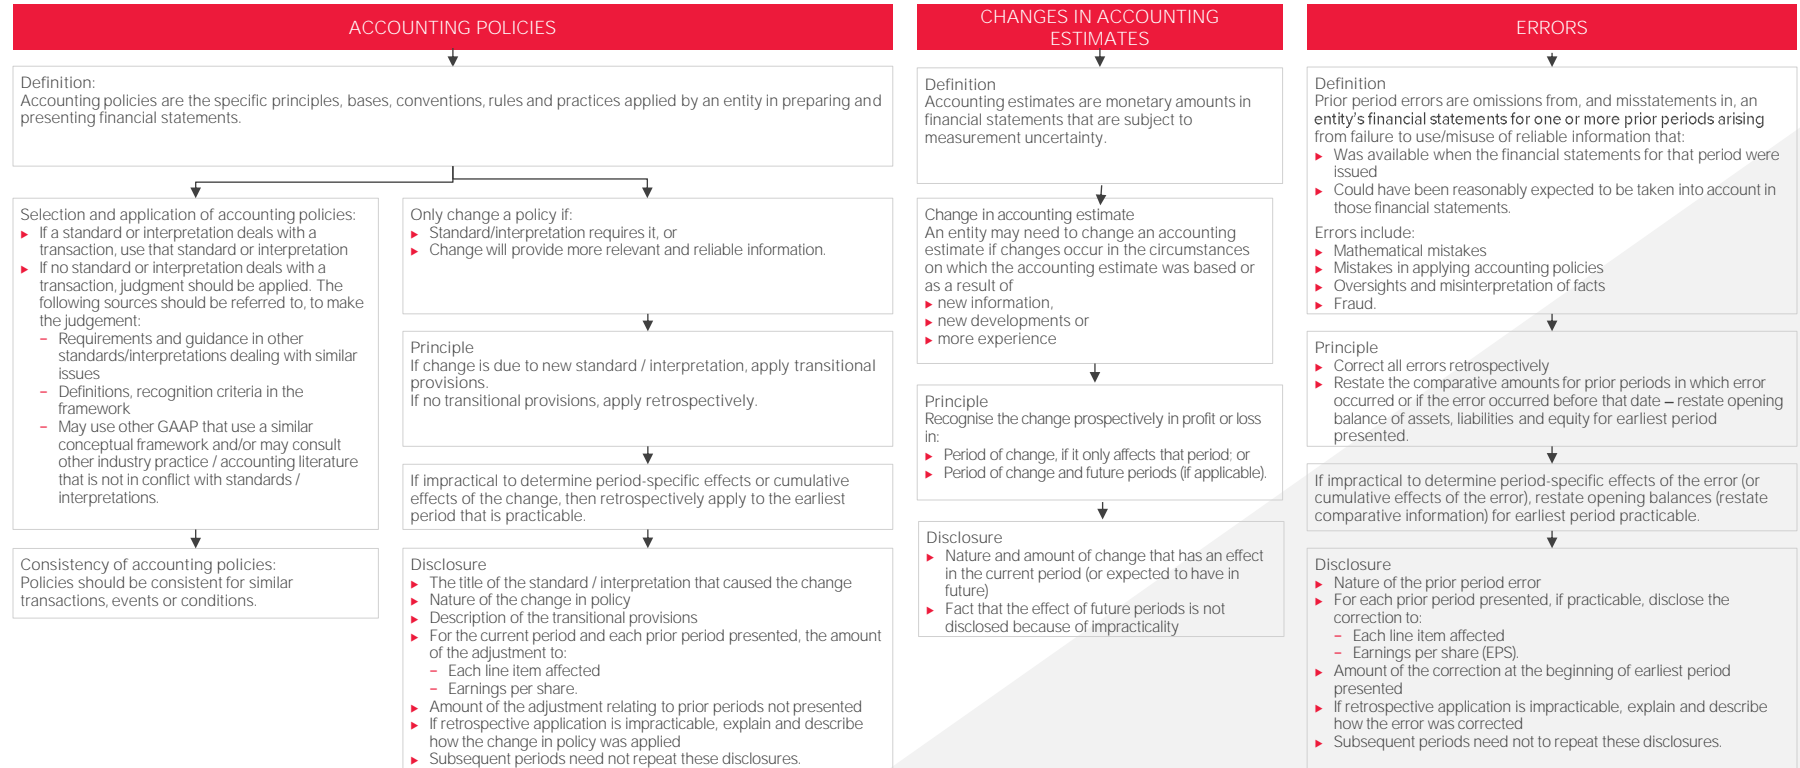 ACCOUNTING POLICIES
Definition:
Accounting policies are the specific principles, bases, conventions, rules and practices applied by an entity in preparing and
presenting financial statements.
Selection and application of accounting policies:
► If a standard or interpretation deals with a
transaction, use that standard or interpretation
► If no standard or interpretation deals with a
transaction, judgment should be applied. The
following sources should be referred to, to make
the judgement:
– Requirements and guidance in other
standards/interpretations dealing with similar
issues
– Definitions, recognition criteria in the
framework
– May use other GAAP that use a similar
conceptual framework and/or may consult
other industry practice / accounting literature
that is not in conflict with standards /
interpretations.
Consistency of accounting policies:
Policies should be consistent for similar
transactions, events or conditions.
Only change a policy if:
► Standard/interpretation requires it, or
► Change will provide more relevant and reliable information.
Principle
If change is due to new standard / interpretation, apply transitional
provisions.
If no transitional provisions, apply retrospectively.
If impractical to determine period-specific effects or cumulative
effects of the change, then retrospectively apply to the earliest
period that is practicable.
Disclosure
► The title of the standard / interpretation that caused the change
► Nature of the change in policy
► Description of the transitional provisions
► For the current period and each prior period presented, the amount
of the adjustment to:
– Each line item affected
– Earnings per share.
► Amount of the adjustment relating to prior periods not presented
► If retrospective application is impracticable, explain and describe
how the change in policy was applied
► Subsequent periods need not repeat these disclosures.
CHANGES IN ACCOUNTING
ESTIMATES
Definition
Accounting estimates are monetary amounts in
financial statements that are subject to
measurement uncertainty.
Change in accounting estimate
An entity may need to change an accounting
estimate if changes occur in the circumstances
on which the accounting estimate was based or
as a result of
► new information,
► new developments or
► more experience
Principle
Recognise the change prospectively in profit or loss
in:
► Period of change, if it only affects that period; or
► Period of change and future periods (if applicable).
Disclosure
► Nature and amount of change that has an effect
in the current period (or expected to have in
future)
► Fact that the effect of future periods is not
disclosed because of impracticality
ERRORS
Definition
Prior period errors are omissions from, and misstatements in, an
entity's financial statements for one or more prior periods arising
from failure to use/misuse of reliable information that:
► Was available when the financial statements for that period were
issued
► Could have been reasonably expected to be taken into account in
those financial statements.
Errors include:
► Mathematical mistakes
► Mistakes in applying accounting policies
► Oversights and misinterpretation of facts
► Fraud.
Principle
► Correct all errors retrospectively
► Restate the comparative amounts for prior periods in which error
occurred or if the error occurred before that date – restate opening
balance of assets, liabilities and equity for earliest period
presented.
If impractical to determine period-specific effects of the error (or
cumulative effects of the error), restate opening balances (restate
comparative information) for earliest period practicable.
Disclosure
► Nature of the prior period error
► For each prior period presented, if practicable, disclose the
correction to:
– Each line item affected
– Earnings per share (EPS).
► Amount of the correction at the beginning of earliest period
presented
► If retrospective application is impracticable, explain and describe
how the error was corrected
► Subsequent periods need not to repeat these disclosures.